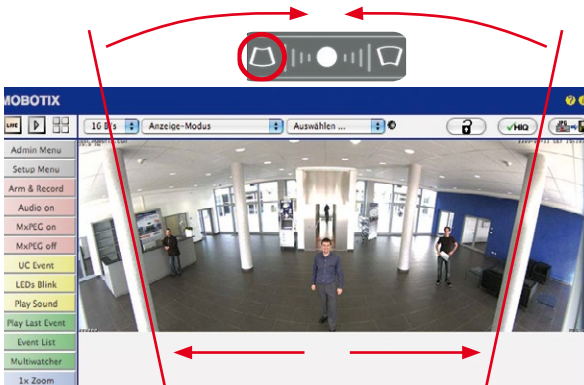 MOBOTIX
LIVE
16 B/s Anzeige-Modus Auswählen ...
HIQ
Admin Menu
Setup Menu
Arm & Record
Audio on
MxPEG on
MxPEG off
UC Event
LEDs Blink
Play Sound
Play Last Event
Event List
Multiwatcher
1x Zoom